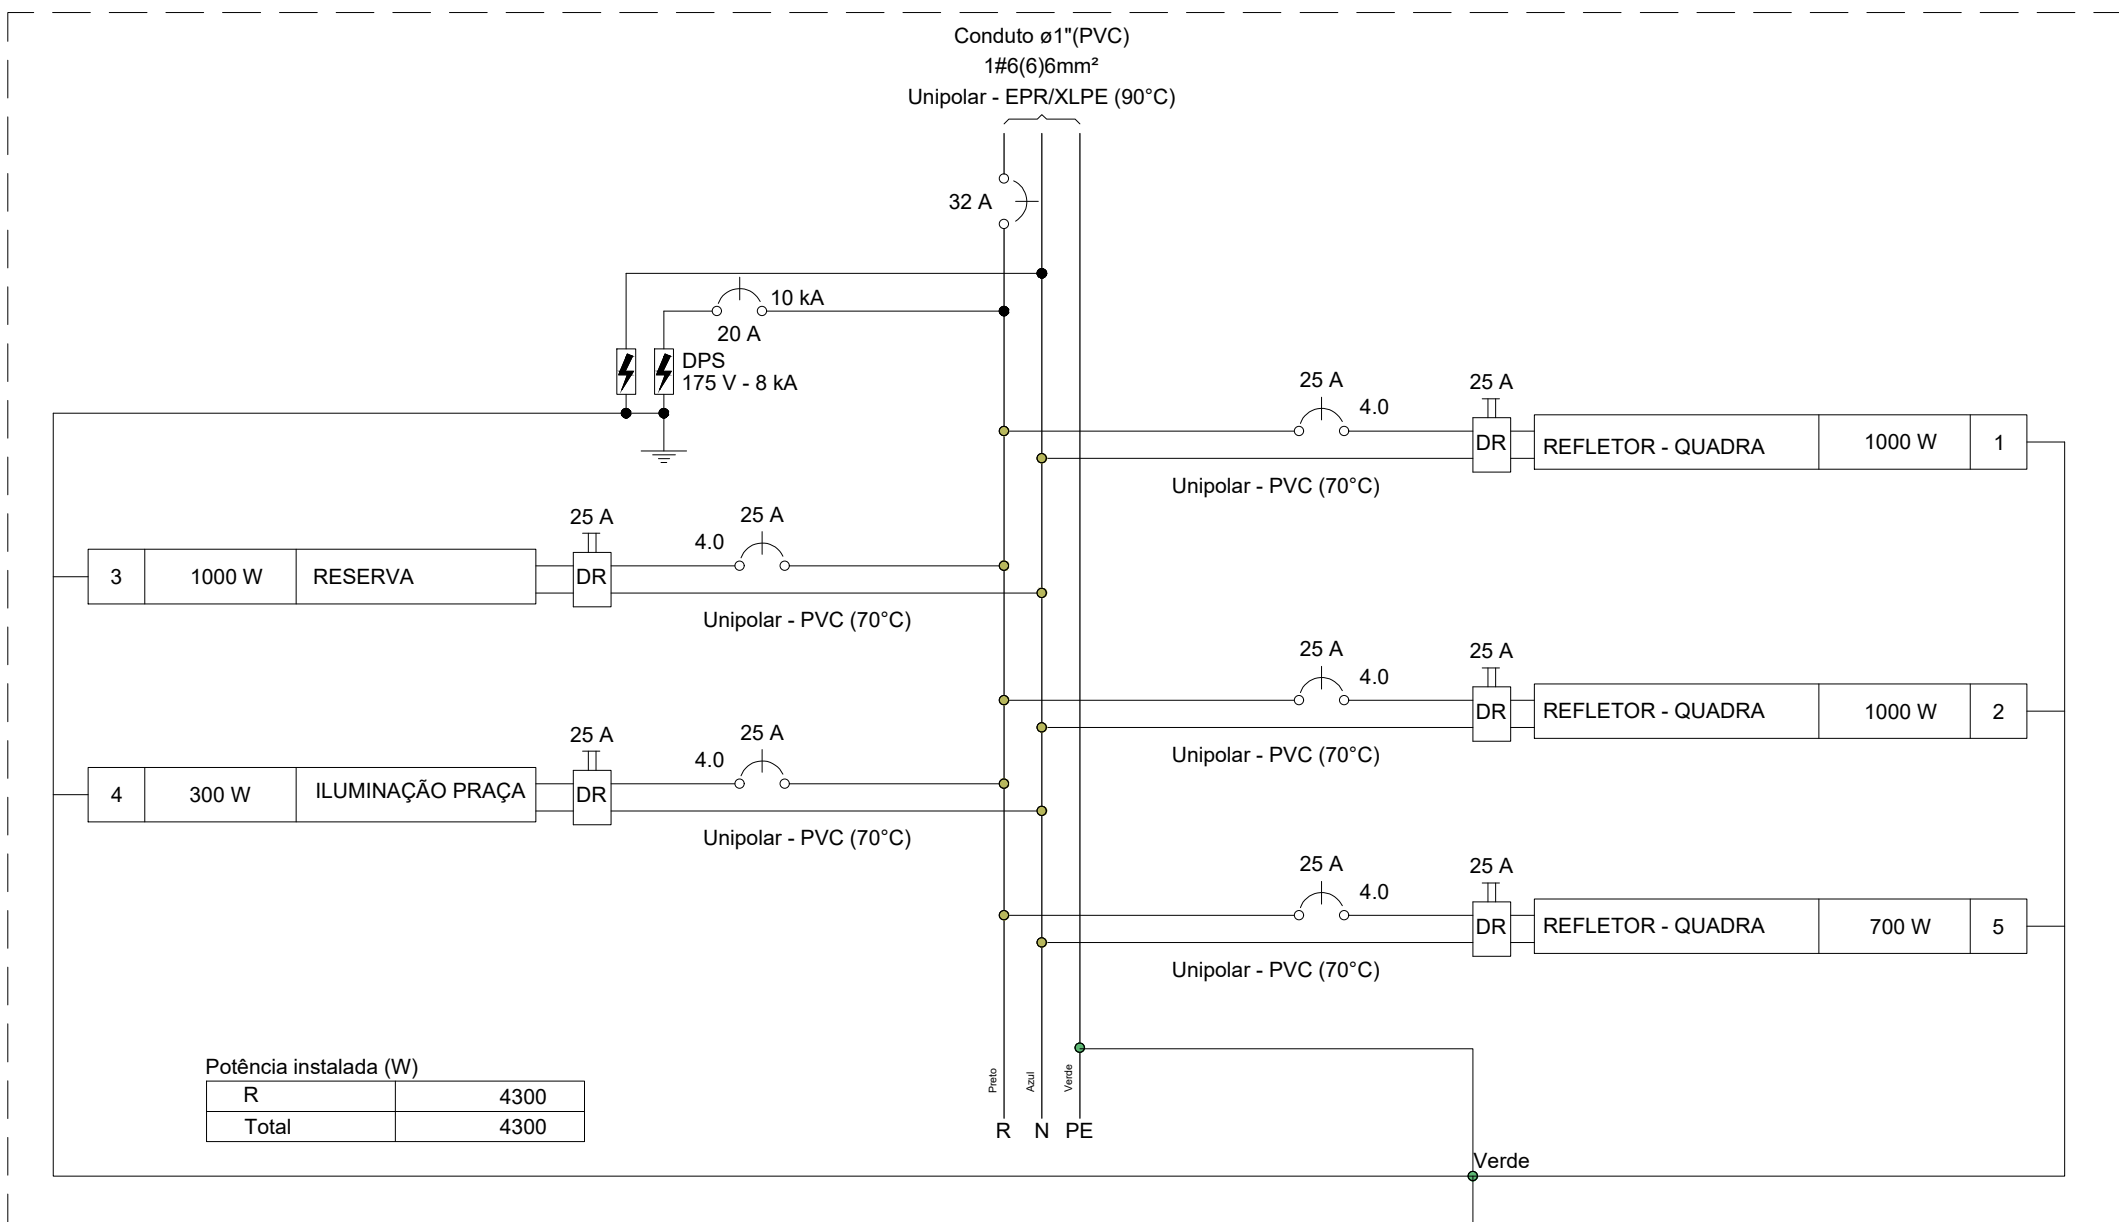 Conduto ø1"(PVC)
1#6(6)6mm²
Unipolar - EPR/XLPE (90°C)
32 A
10 kA
20 A
DPS
175 V - 8 kA
25 A
25 A
4.0
DR
REFLETOR - QUADRA
1000 W
1
Unipolar - PVC (70°C)
25 A
25 A
4.0
3
1000 W
RESERVA
DR
Unipolar - PVC (70°C)
25 A
25 A
4.0
DR
REFLETOR - QUADRA
1000 W
2
Unipolar - PVC (70°C)
25 A
25 A
4.0
4
300 W
ILUMINAÇÃO PRAÇA
DR
Unipolar - PVC (70°C)
25 A
25 A
4.0
DR
REFLETOR - QUADRA
700 W
5
Unipolar - PVC (70°C)
Potência instalada (W)
R 4300
Total 4300
Preto
Azul
Verde
R N PE
Verde